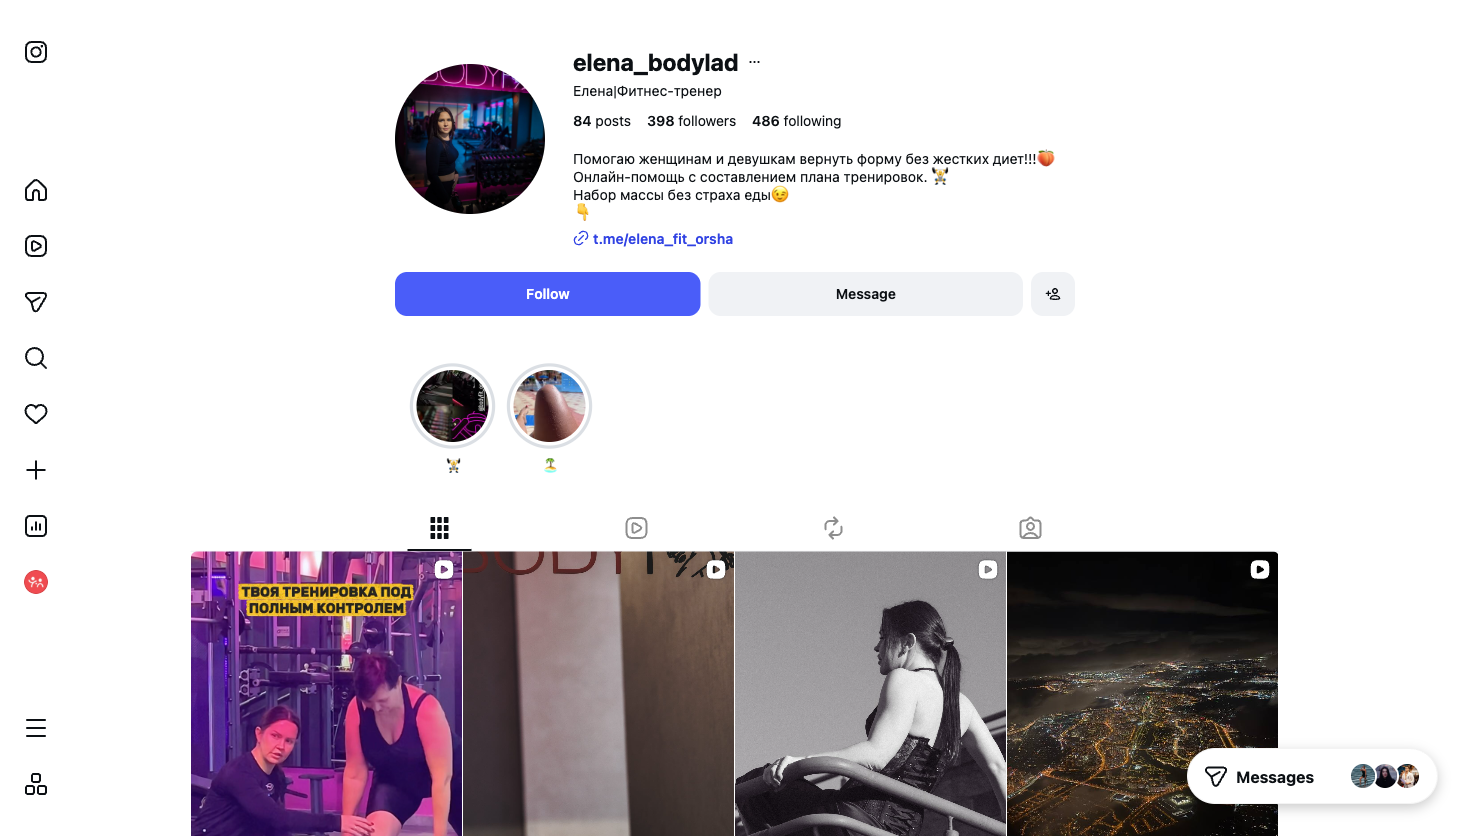 elena_bodylad ...
Елена|Фитнес-тренер
84 posts 398 followers 486 following
Помогаю женщинам и девушкам вернуть форму без жестких диет!!!🍑
Онлайн-помощь с составлением плана тренировок. 🏋️‍♀️
Набор массы без страха еды😉
👇
t.me/elena_fit_orsha
Follow Message
🏋️‍♀️ 🏝️
ТВОЯ ТРЕНИРОВКА ПОД
ПОЛНЫМ КОНТРОЛЕМ
Messages